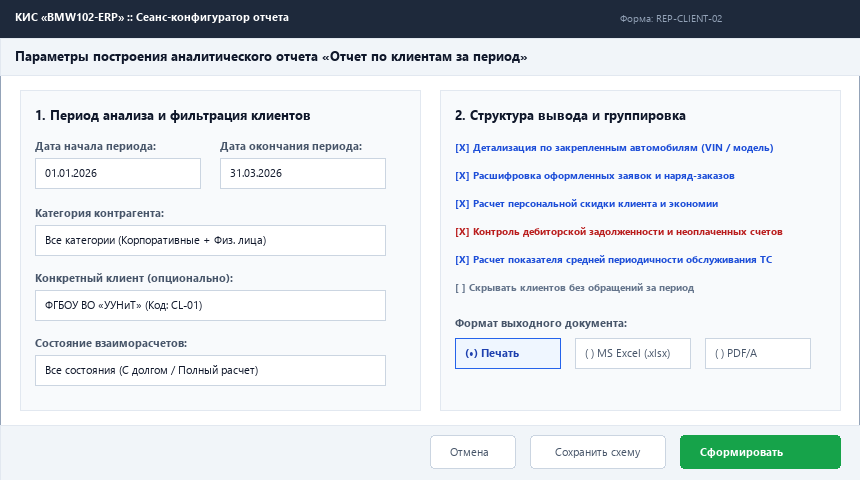 КИС «BMW102-ERP» :: Сеанс-конфигуратор отчета
Форма: REP-CLIENT-02
Параметры построения аналитического отчета «Отчет по клиентам за период»
1. Период анализа и фильтрация клиентов
Дата начала периода:
Дата окончания периода:
01.01.2026
31.03.2026
Категория контрагента:
Все категории (Корпоративные + Физ. лица)
Конкретный клиент (опционально):
ФГБОУ ВО «УУНиТ» (Код: CL-01)
Состояние взаиморасчетов:
Все состояния (С долгом / Полный расчет)
2. Структура вывода и группировка
[X] Детализация по закрепленным автомобилям (VIN / модель)
[X] Расшифровка оформленных заявок и наряд-заказов
[X] Расчет персональной скидки клиента и экономии
[X] Контроль дебиторской задолженности и неоплаченных счетов
[X] Расчет показателя средней периодичности обслуживания ТС
[ ] Скрывать клиентов без обращений за период
Формат выходного документа:
(•) Печать
( ) MS Excel (.xlsx)
( ) PDF/A
Отмена
Сохранить схему
Сформировать